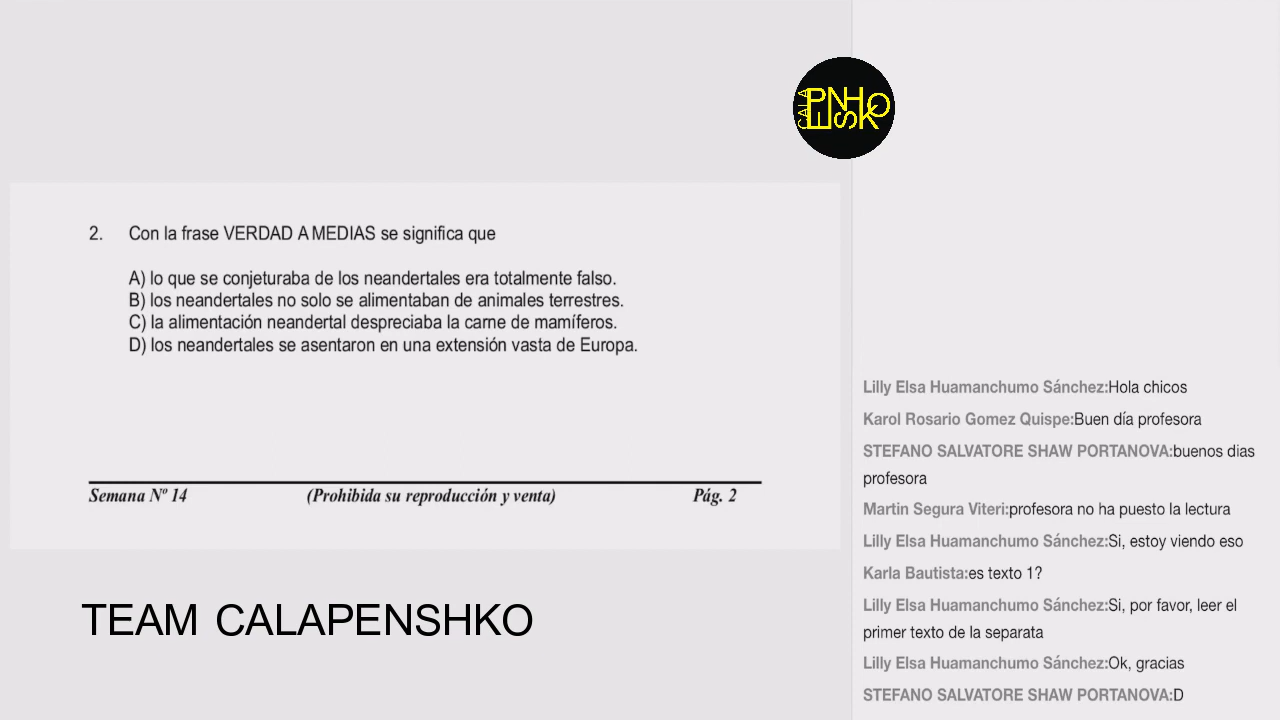 CALA
PENSHKO
2. Con la frase VERDAD A MEDIAS se significa que
A) lo que se conjeturaba de los neandertales era totalmente falso.
B) los neandertales no solo se alimentaban de animales terrestres.
C) la alimentación neandertal despreciaba la carne de mamíferos.
D) los neandertales se asentaron en una extensión vasta de Europa.
Semana Nº 14 (Prohibida su reproducción y venta) Pág. 2
TEAM CALAPENSHKO
Lilly Elsa Huamanchumo Sánchez:Hola chicos
Karol Rosario Gomez Quispe:Buen día profesora
STEFANO SALVATORE SHAW PORTANOVA:buenos dias
profesora
Martin Segura Viteri:profesora no ha puesto la lectura
Lilly Elsa Huamanchumo Sánchez:Si, estoy viendo eso
Karla Bautista:es texto 1?
Lilly Elsa Huamanchumo Sánchez:Si, por favor, leer el
primer texto de la separata
Lilly Elsa Huamanchumo Sánchez:Ok, gracias
STEFANO SALVATORE SHAW PORTANOVA:D